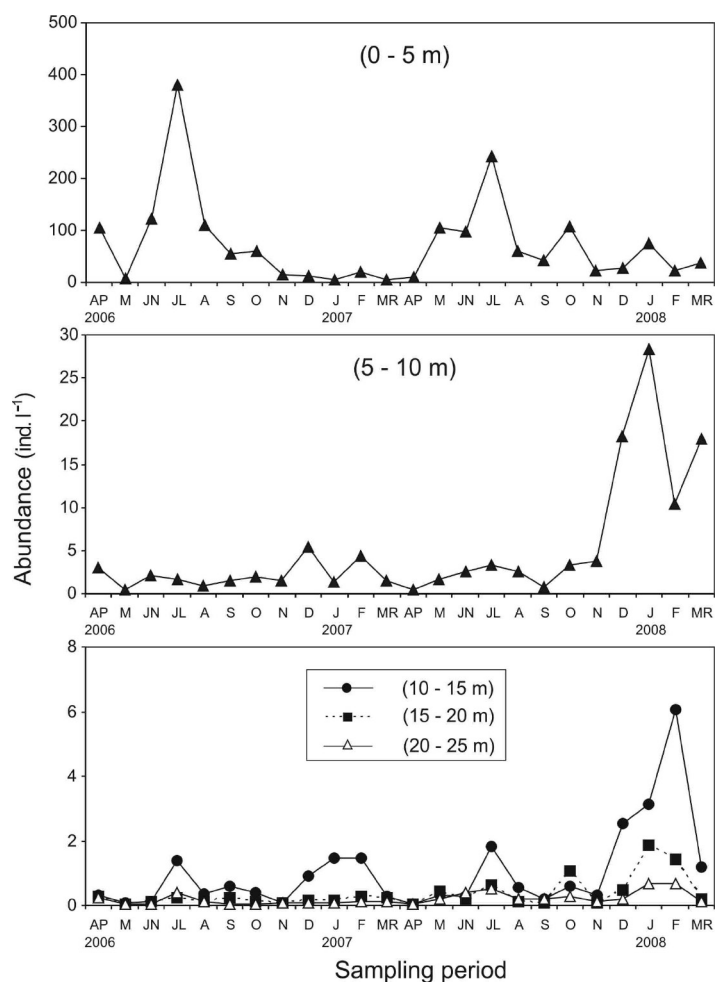 500
400
300
200
100
0
(0 - 5 m)
AP M JN JL A S O N D J F MR AP M JN JL A S O N D J F MR
2006 2007 2008
Abundance (ind. l⁻¹)
30
25
20
15
10
5
0
(5 - 10 m)
AP M JN JL A S O N D J F MR AP M JN JL A S O N D J F MR
2006 2007 2008
8
6
4
2
0
(10 - 15 m)
(15 - 20 m)
(20 - 25 m)
AP M JN JL A S O N D J F MR AP M JN JL A S O N D J F MR
2006 2007 2008
Sampling period